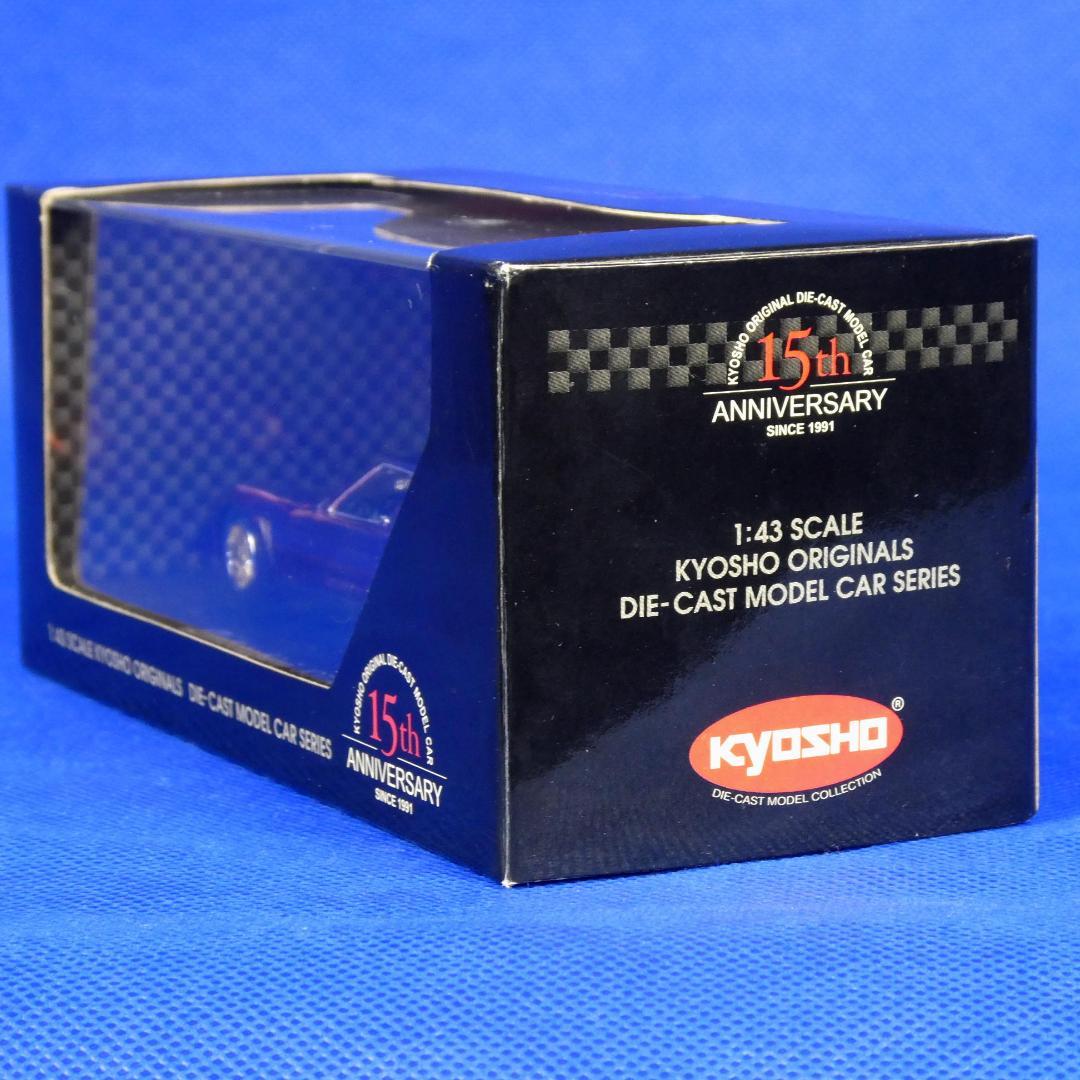 KYOSHO ORIGINAL DIE-CAST MODEL CAR
15th
ANNIVERSARY
SINCE 1991
1:43 SCALE
KYOSHO ORIGINALS
DIE-CAST MODEL CAR SERIES
KYOSHO®
DIE-CAST MODEL COLLECTION
1:43 SCALE KYOSHO ORIGINALS DIE-CAST MODEL CAR SERIES
KYOSHO ORIGINAL DIE-CAST MODEL CAR
15th
ANNIVERSARY
SINCE 1991